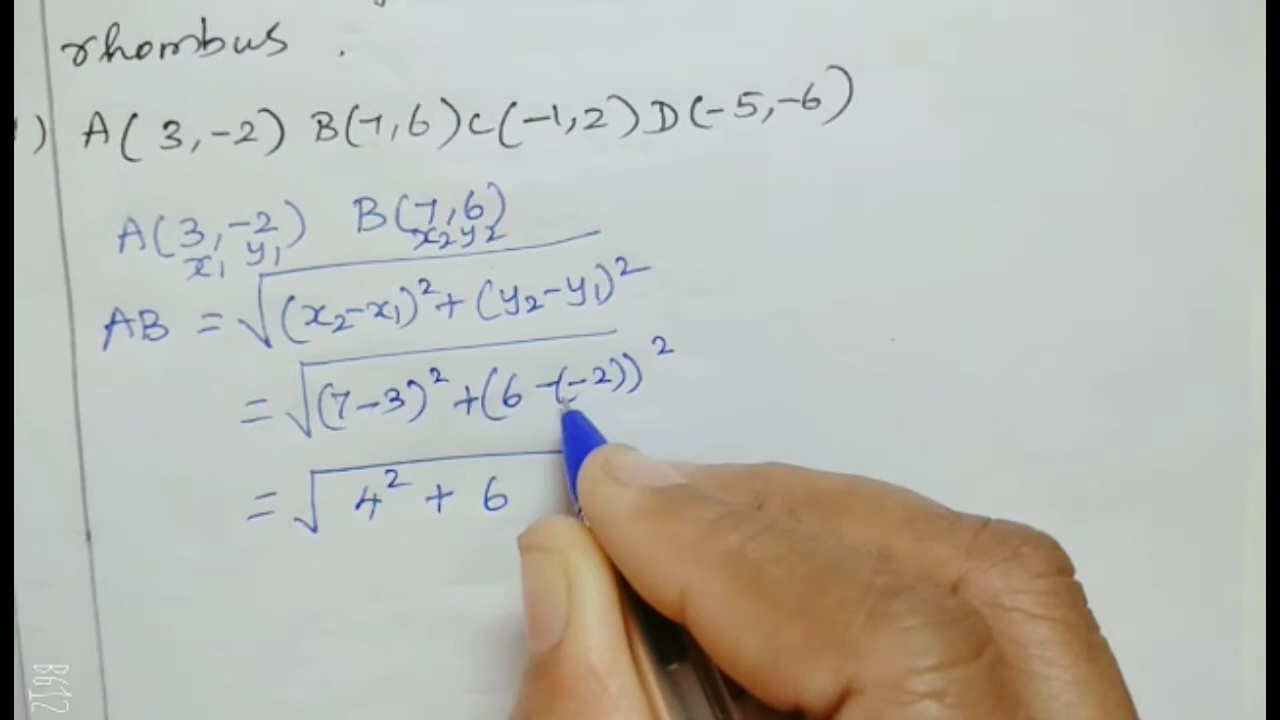 rhombus .
) A(3,-2) B(7,6) C(-1,2) D(-5,-6)
A(3,-2) B(7,6)
x₁ y₁ x₂ y₂
AB = √(x₂-x₁)² + (y₂-y₁)²
= √(7-3)² + (6-(-2))²
= √4² + 6
B612